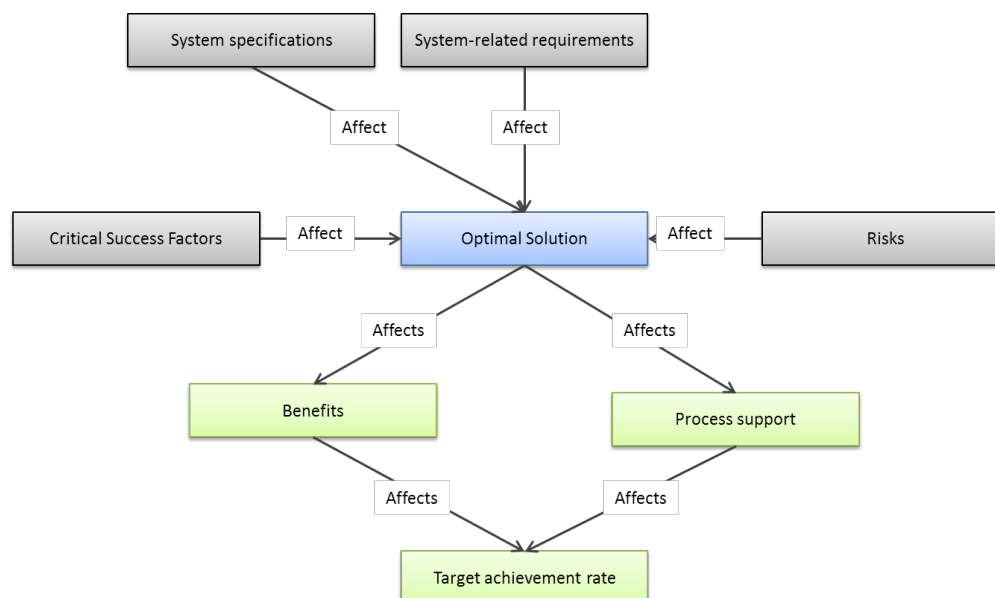 System specifications
System-related requirements
Affect
Affect
Critical Success Factors
Affect
Optimal Solution
Affect
Risks
Affects
Affects
Benefits
Process support
Affects
Affects
Target achievement rate